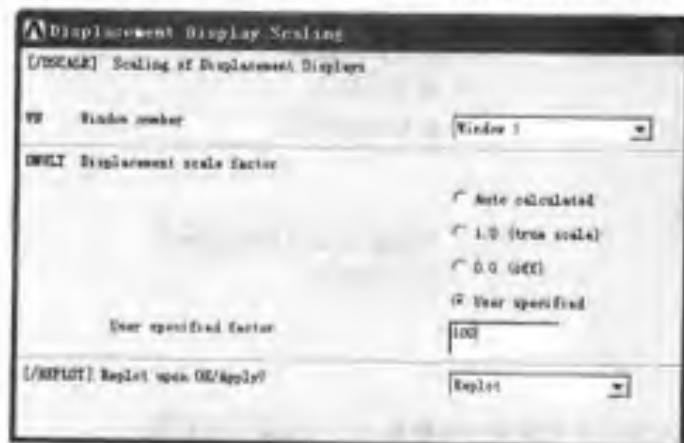 Displacement Display Scaling
[/DSCALE] Scaling of Displacement Displays
WN Window number
Window 1
DMULT Displacement scale factor
Auto calculated
1.0 (true scale)
0.0 (off)
User specified
User specified factor
100
[/REPLOT] Replot upon OK/Apply?
Replot